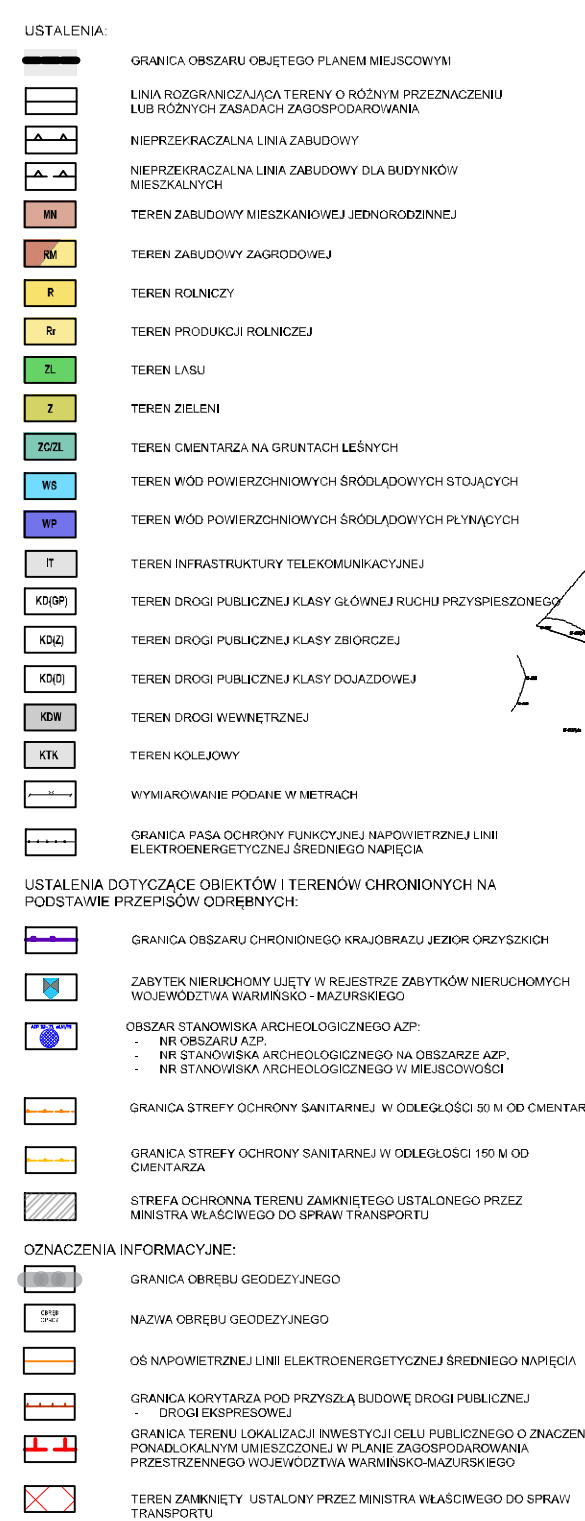 USTALENIA:
GRANICA OBSZARU OBJĘTEGO PLANEM MIEJSCOWYM
LINIA ROZGRANICZAJĄCA TERENY O RÓŻNYM PRZEZNACZENIU
LUB RÓŻNYCH ZASADACH ZAGOSPODAROWANIA
NIEPRZEKRACZALNA LINIA ZABUDOWY
NIEPRZEKRACZALNA LINIA ZABUDOWY DLA BUDYNKÓW
MIESZKALNYCH
MN TEREN ZABUDOWY MIESZKANIOWEJ JEDNORODZINNEJ
RM TEREN ZABUDOWY ZAGRODOWEJ
R TEREN ROLNICZY
Rr TEREN PRODUKCJI ROLNICZEJ
ZL TEREN LASU
Z TEREN ZIELENI
ZC/ZL TEREN CMENTARZA NA GRUNTACH LEŚNYCH
WS TEREN WÓD POWIERZCHNIOWYCH ŚRÓDLĄDOWYCH STOJĄCYCH
WP TEREN WÓD POWIERZCHNIOWYCH ŚRÓDLĄDOWYCH PŁYNĄCYCH
IT TEREN INFRASTRUKTURY TELEKOMUNIKACYJNEJ
KD(GP) TEREN DROGI PUBLICZNEJ KLASY GŁÓWNEJ RUCHU PRZYSPIESZONEGO
KD(Z) TEREN DROGI PUBLICZNEJ KLASY ZBIORCZEJ
KD(D) TEREN DROGI PUBLICZNEJ KLASY DOJAZDOWEJ
KDW TEREN DROGI WEWNĘTRZNEJ
KTK TEREN KOLEJOWY
WYMIAROWANIE PODANE W METRACH
GRANICA PASA OCHRONY FUNKCYJNEJ NAPOWIETRZNEJ LINII
ELEKTROENERGETYCZNEJ ŚREDNIEGO NAPIĘCIA
USTALENIA DOTYCZĄCE OBIEKTÓW I TERENÓW CHRONIONYCH NA
PODSTAWIE PRZEPISÓW ODRĘBNYCH:
GRANICA OBSZARU CHRONIONEGO KRAJOBRAZU JEZIOR ORZYSZKICH
ZABYTEK NIERUCHOMY UJĘTY W REJESTRZE ZABYTKÓW NIERUCHOMYCH
WOJEWÓDZTWA WARMIŃSKO - MAZURSKIEGO
OBSZAR STANOWISKA ARCHEOLOGICZNEGO AZP:
- NR OBSZARU AZP,
- NR STANOWISKA ARCHEOLOGICZNEGO NA OBSZARZE AZP,
- NR STANOWISKA ARCHEOLOGICZNEGO W MIEJSCOWOŚCI
GRANICA STREFY OCHRONY SANITARNEJ W ODLEGŁOŚCI 50 M OD CMENTAR
GRANICA STREFY OCHRONY SANITARNEJ W ODLEGŁOŚCI 150 M OD
CMENTARZA
STREFA OCHRONNA TERENU ZAMKNIĘTEGO USTALONEGO PRZEZ
MINISTRA WŁAŚCIWEGO DO SPRAW TRANSPORTU
OZNACZENIA INFORMACYJNE:
GRANICA OBRĘBU GEODEZYJNEGO
OBRĘB
NAZWA OBRĘBU GEODEZYJNEGO
OŚ NAPOWIETRZNEJ LINII ELEKTROENERGETYCZNEJ ŚREDNIEGO NAPIĘCIA
GRANICA KORYTARZA POD PRZYSZŁĄ BUDOWĘ DROGI PUBLICZNEJ
- DROGI EKSPRESOWEJ
GRANICA TERENU LOKALIZACJI INWESTYCJI CELU PUBLICZNEGO O ZNACZEN
PONADLOKALNYM UMIESZCZONEJ W PLANIE ZAGOSPODAROWANIA
PRZESTRZENNEGO WOJEWÓDZTWA WARMIŃSKO-MAZURSKIEGO
TEREN ZAMKNIĘTY USTALONY PRZEZ MINISTRA WŁAŚCIWEGO DO SPRAW
TRANSPORTU